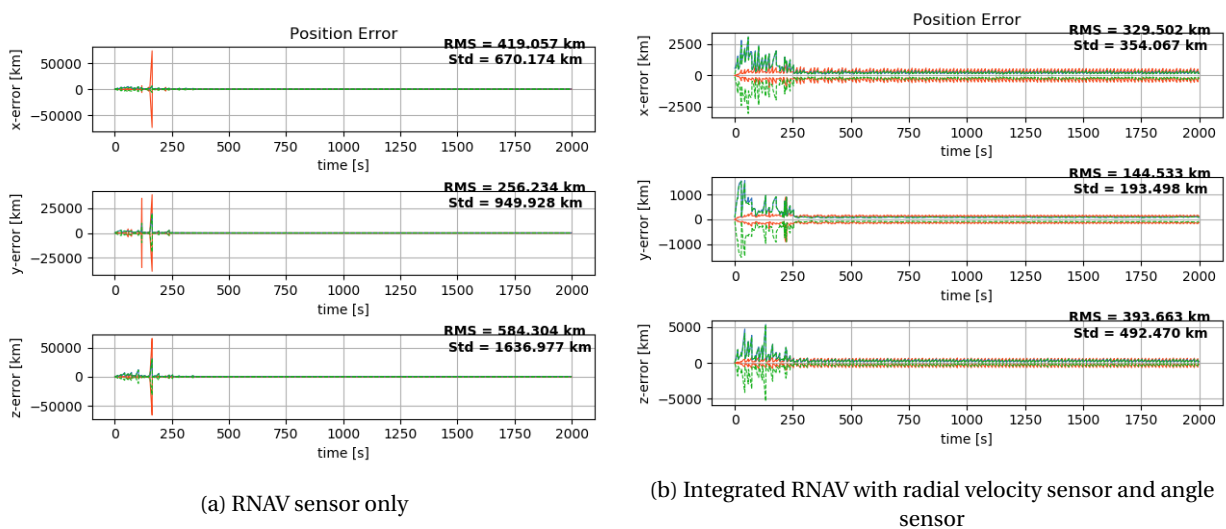 Position Error
RMS = 419.057 km
Std = 670.174 km
x-error [km]
50000
0
−50000
0 250 500 750 1000 1250 1500 1750 2000
time [s]
RMS = 256.234 km
Std = 949.928 km
y-error [km]
25000
0
−25000
0 250 500 750 1000 1250 1500 1750 2000
time [s]
RMS = 584.304 km
Std = 1636.977 km
z-error [km]
50000
0
−50000
0 250 500 750 1000 1250 1500 1750 2000
time [s]
(a) RNAV sensor only
Position Error
RMS = 329.502 km
Std = 354.067 km
x-error [km]
2500
0
−2500
0 250 500 750 1000 1250 1500 1750 2000
time [s]
RMS = 144.533 km
Std = 193.498 km
y-error [km]
1000
0
−1000
0 250 500 750 1000 1250 1500 1750 2000
time [s]
RMS = 393.663 km
Std = 492.470 km
z-error [km]
5000
0
−5000
0 250 500 750 1000 1250 1500 1750 2000
time [s]
(b) Integrated RNAV with radial velocity sensor and angle
sensor